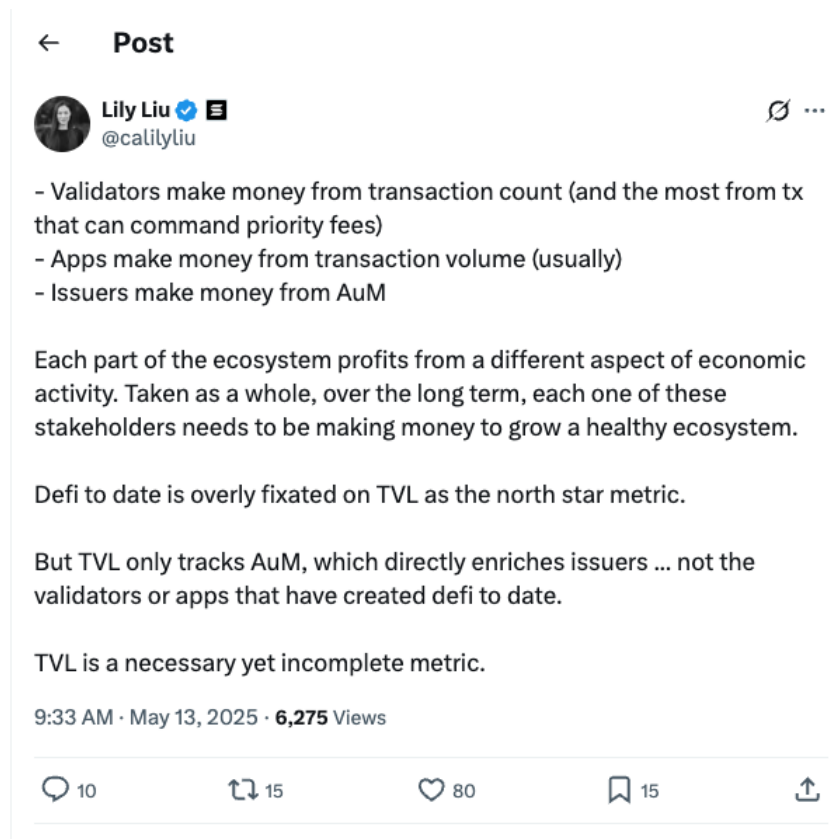 Post
Lily Liu
@calilyliu
- Validators make money from transaction count (and the most from tx
that can command priority fees)
- Apps make money from transaction volume (usually)
- Issuers make money from AuM
Each part of the ecosystem profits from a different aspect of economic
activity. Taken as a whole, over the long term, each one of these
stakeholders needs to be making money to grow a healthy ecosystem.
Defi to date is overly fixated on TVL as the north star metric.
But TVL only tracks AuM, which directly enriches issuers ... not the
validators or apps that have created defi to date.
TVL is a necessary yet incomplete metric.
9:33 AM · May 13, 2025 · 6,275 Views
10 15 80 15